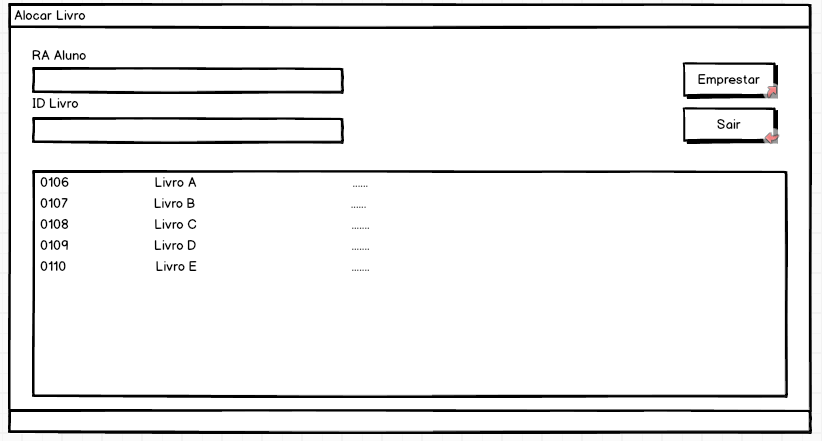 Alocar Livro
RA Aluno
Emprestar
ID Livro
Sair
0106 Livro A ......
0107 Livro B ......
0108 Livro C .......
0109 Livro D .......
0110 Livro E .......